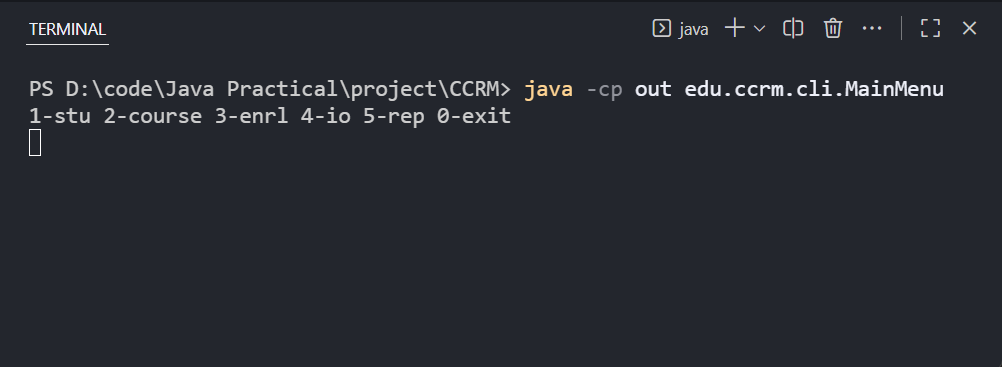 TERMINAL
java
PS D:\code\Java Practical\project\CCRM> java -cp out edu.ccrm.cli.MainMenu
1-stu 2-course 3-enrl 4-io 5-rep 0-exit